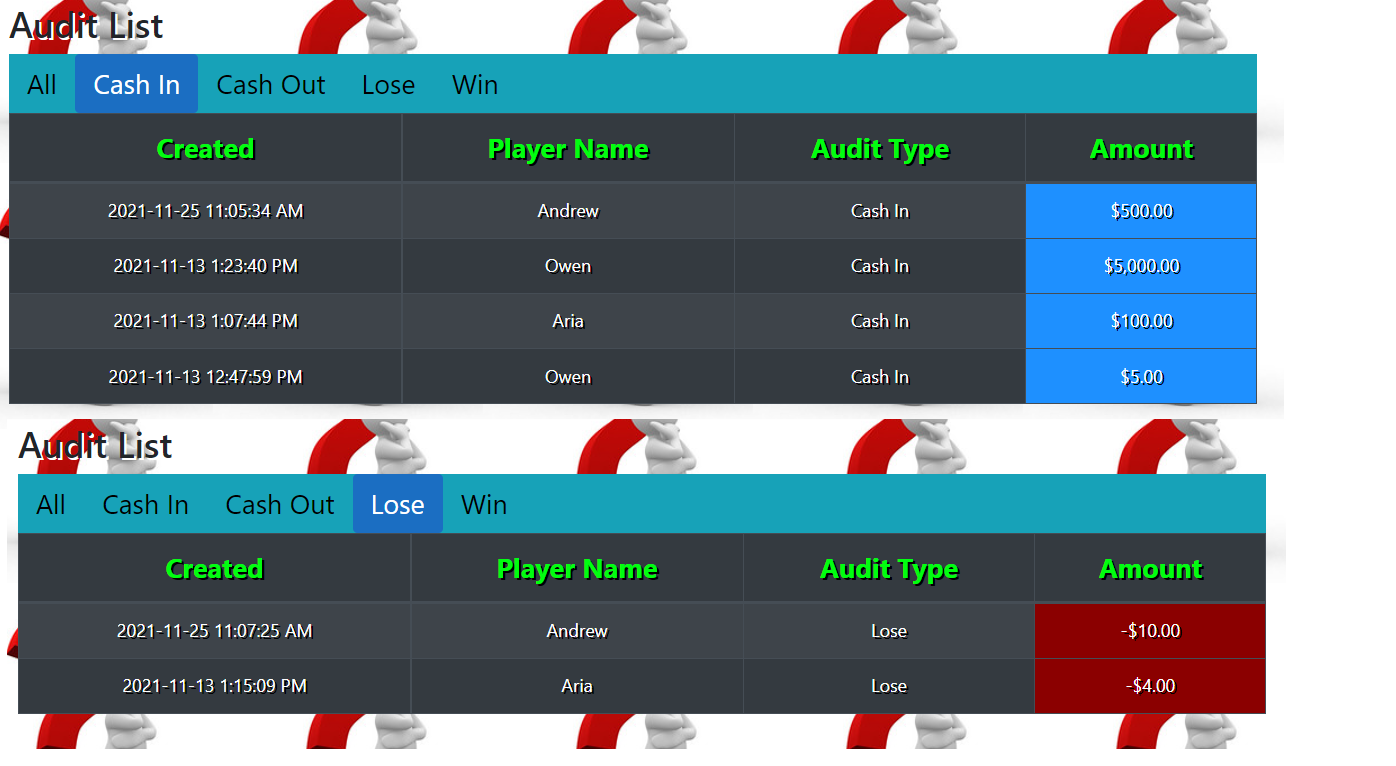 Audit List
All Cash In Cash Out Lose Win
Created Player Name Audit Type Amount
2021-11-25 11:05:34 AM Andrew Cash In $500.00
2021-11-13 1:23:40 PM Owen Cash In $5,000.00
2021-11-13 1:07:44 PM Aria Cash In $100.00
2021-11-13 12:47:59 PM Owen Cash In $5.00
Audit List
All Cash In Cash Out Lose Win
Created Player Name Audit Type Amount
2021-11-25 11:07:25 AM Andrew Lose -$10.00
2021-11-13 1:15:09 PM Aria Lose -$4.00